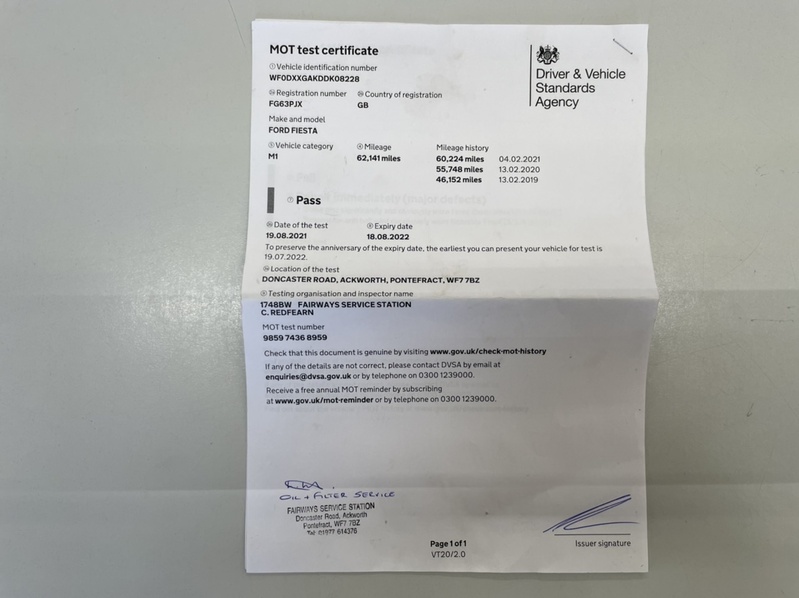 MOT test certificate
Driver & Vehicle
Standards
Agency
Vehicle identification number
WF0DXXGAKDDK08228
Registration number Country of registration
FG63PJX GB
Make and model
FORD FIESTA
Vehicle category Mileage Mileage history
M1 62,141 miles 60,224 miles 04.02.2021
55,748 miles 13.02.2020
46,152 miles 13.02.2019
Pass
Date of the test Expiry date
19.08.2021 18.08.2022
To preserve the anniversary of the expiry date, the earliest you can present your vehicle for test is
19.07.2022.
Location of the test
DONCASTER ROAD, ACKWORTH, PONTEFRACT, WF7 7BZ
Testing organisation and inspector name
1748BW FAIRWAYS SERVICE STATION
C. REDFEARN
MOT test number
9859 7436 8959
Check that this document is genuine by visiting www.gov.uk/check-mot-history
If any of the details are not correct, please contact DVSA by email at
enquiries@dvsa.gov.uk or by telephone on 0300 1239000.
Receive a free annual MOT reminder by subscribing
at www.gov.uk/mot-reminder or by telephone on 0300 1239000.
OIL + FILTER SERVICE
FAIRWAYS SERVICE STATION
Doncaster Road, Ackworth
Pontefract, WF7 7BZ
Tel: 01977 614376
Issuer signature
Page 1 of 1
VT20/2.0